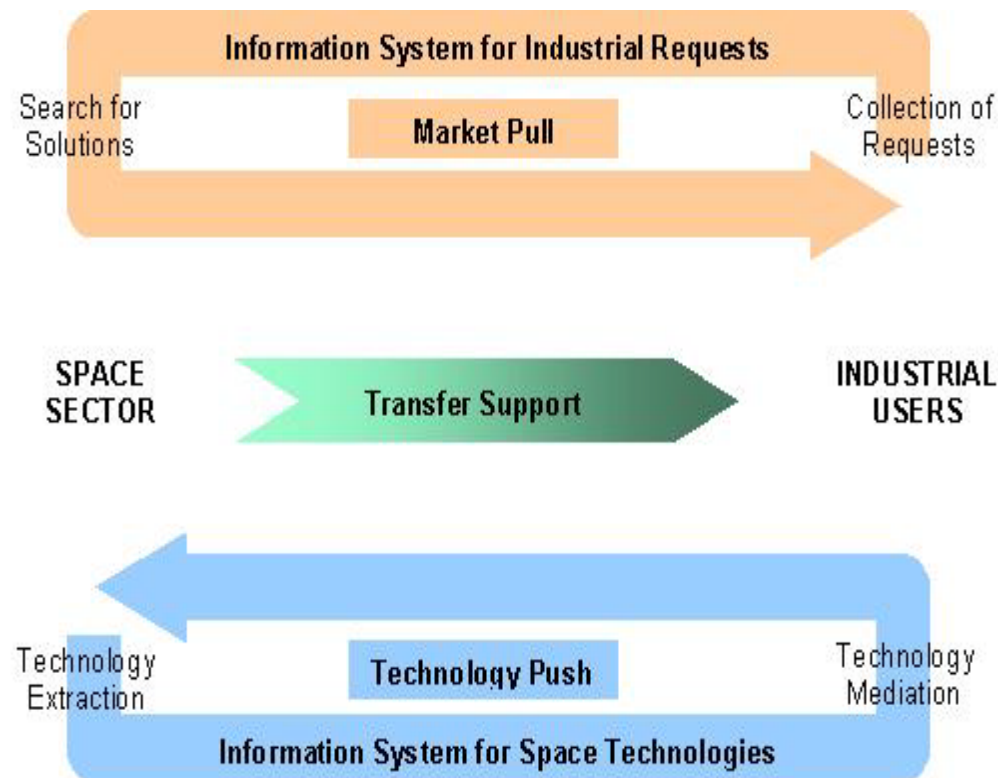 Information System for Industrial Requests
Search for
Solutions
Market Pull
Collection of
Requests
SPACE
SECTOR
Transfer Support
INDUSTRIAL
USERS
Technology
Extraction
Technology Push
Technology
Mediation
Information System for Space Technologies